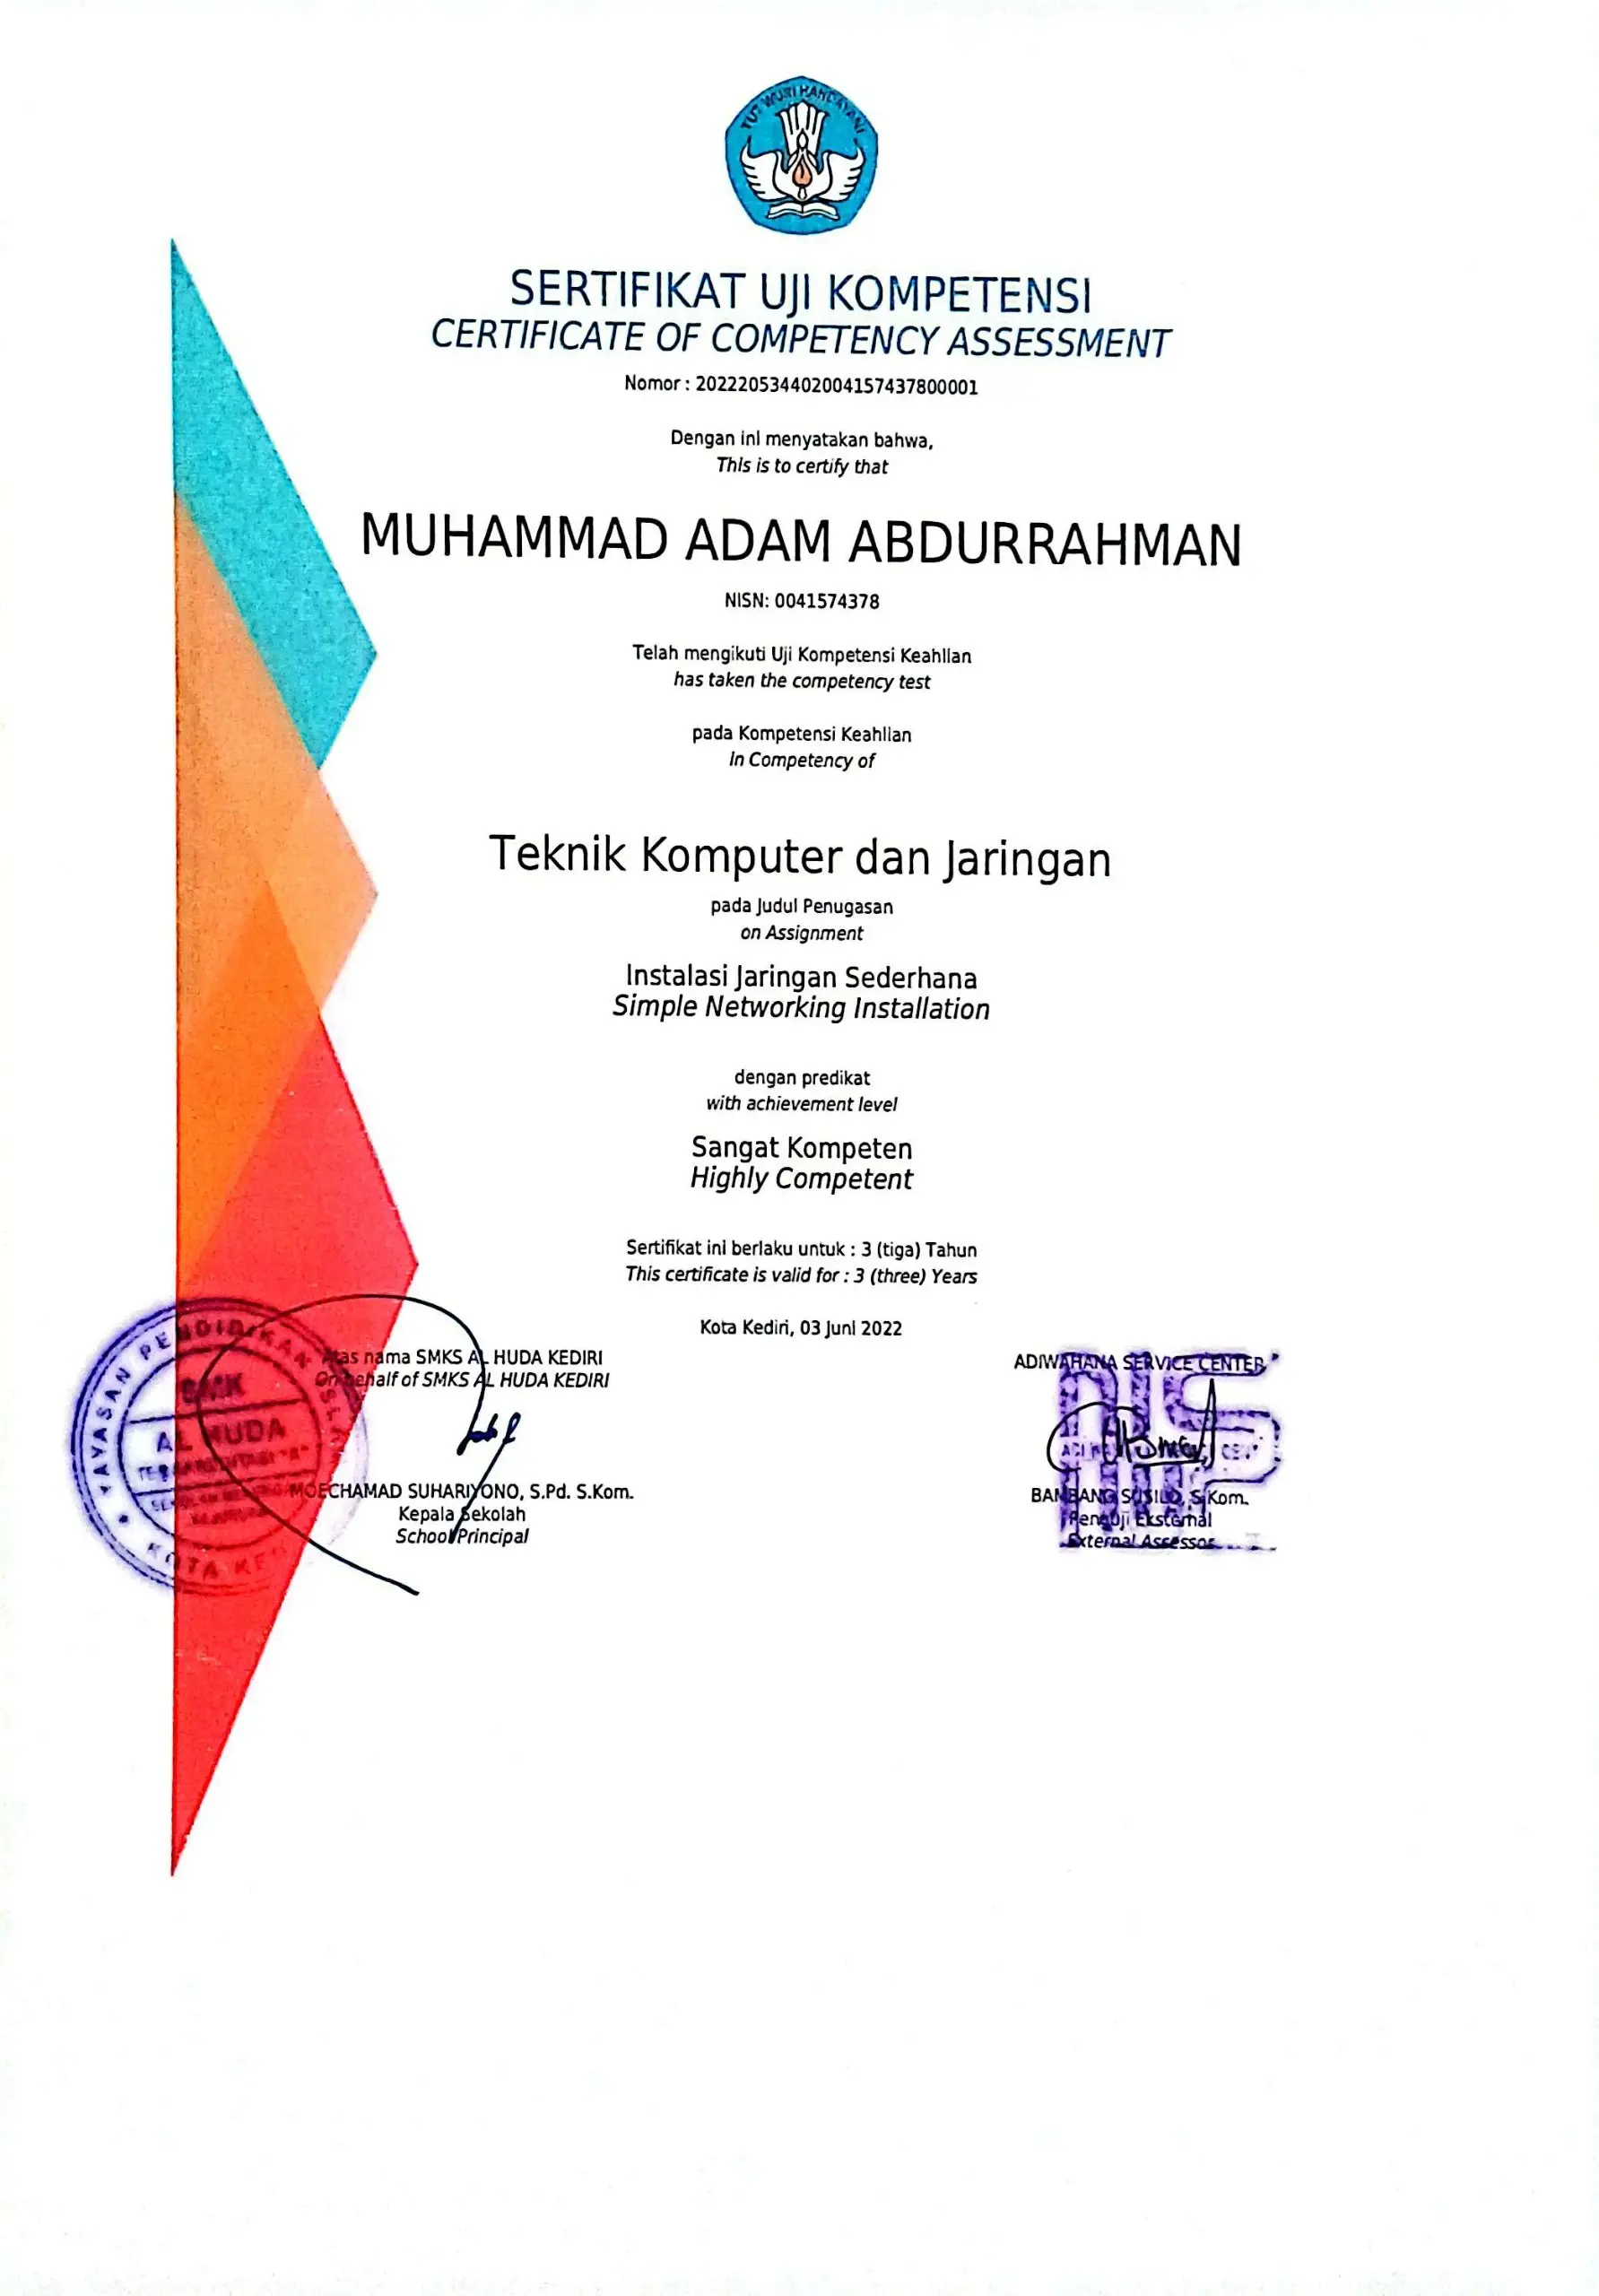 TUT WURI HANDAYANI
SERTIFIKAT UJI KOMPETENSI
CERTIFICATE OF COMPETENCY ASSESSMENT
Nomor : 202220534402004157437800001
Dengan ini menyatakan bahwa,
This is to certify that
MUHAMMAD ADAM ABDURRAHMAN
NISN: 0041574378
Telah mengikuti Uji Kompetensi Keahlian
has taken the competency test
pada Kompetensi Keahlian
in Competency of
Teknik Komputer dan Jaringan
pada Judul Penugasan
on Assignment
Instalasi Jaringan Sederhana
Simple Networking Installation
dengan predikat
with achievement level
Sangat Kompeten
Highly Competent
Sertifikat ini berlaku untuk : 3 (tiga) Tahun
This certificate is valid for : 3 (three) Years
Kota Kediri, 03 Juni 2022
Atas nama SMKS AL HUDA KEDIRI
On behalf of SMKS AL HUDA KEDIRI
MOECHAMAD SUHARIYONO, S.Pd. S.Kom.
Kepala Sekolah
School Principal
YAYASAN PENDIDIKAN
SMK
AL HUDA
KOTA KEDIRI
ADIWAHANA SERVICE CENTER
BAMBANG SUSILO, S.Kom.
Penguji Eksternal
External Assessor